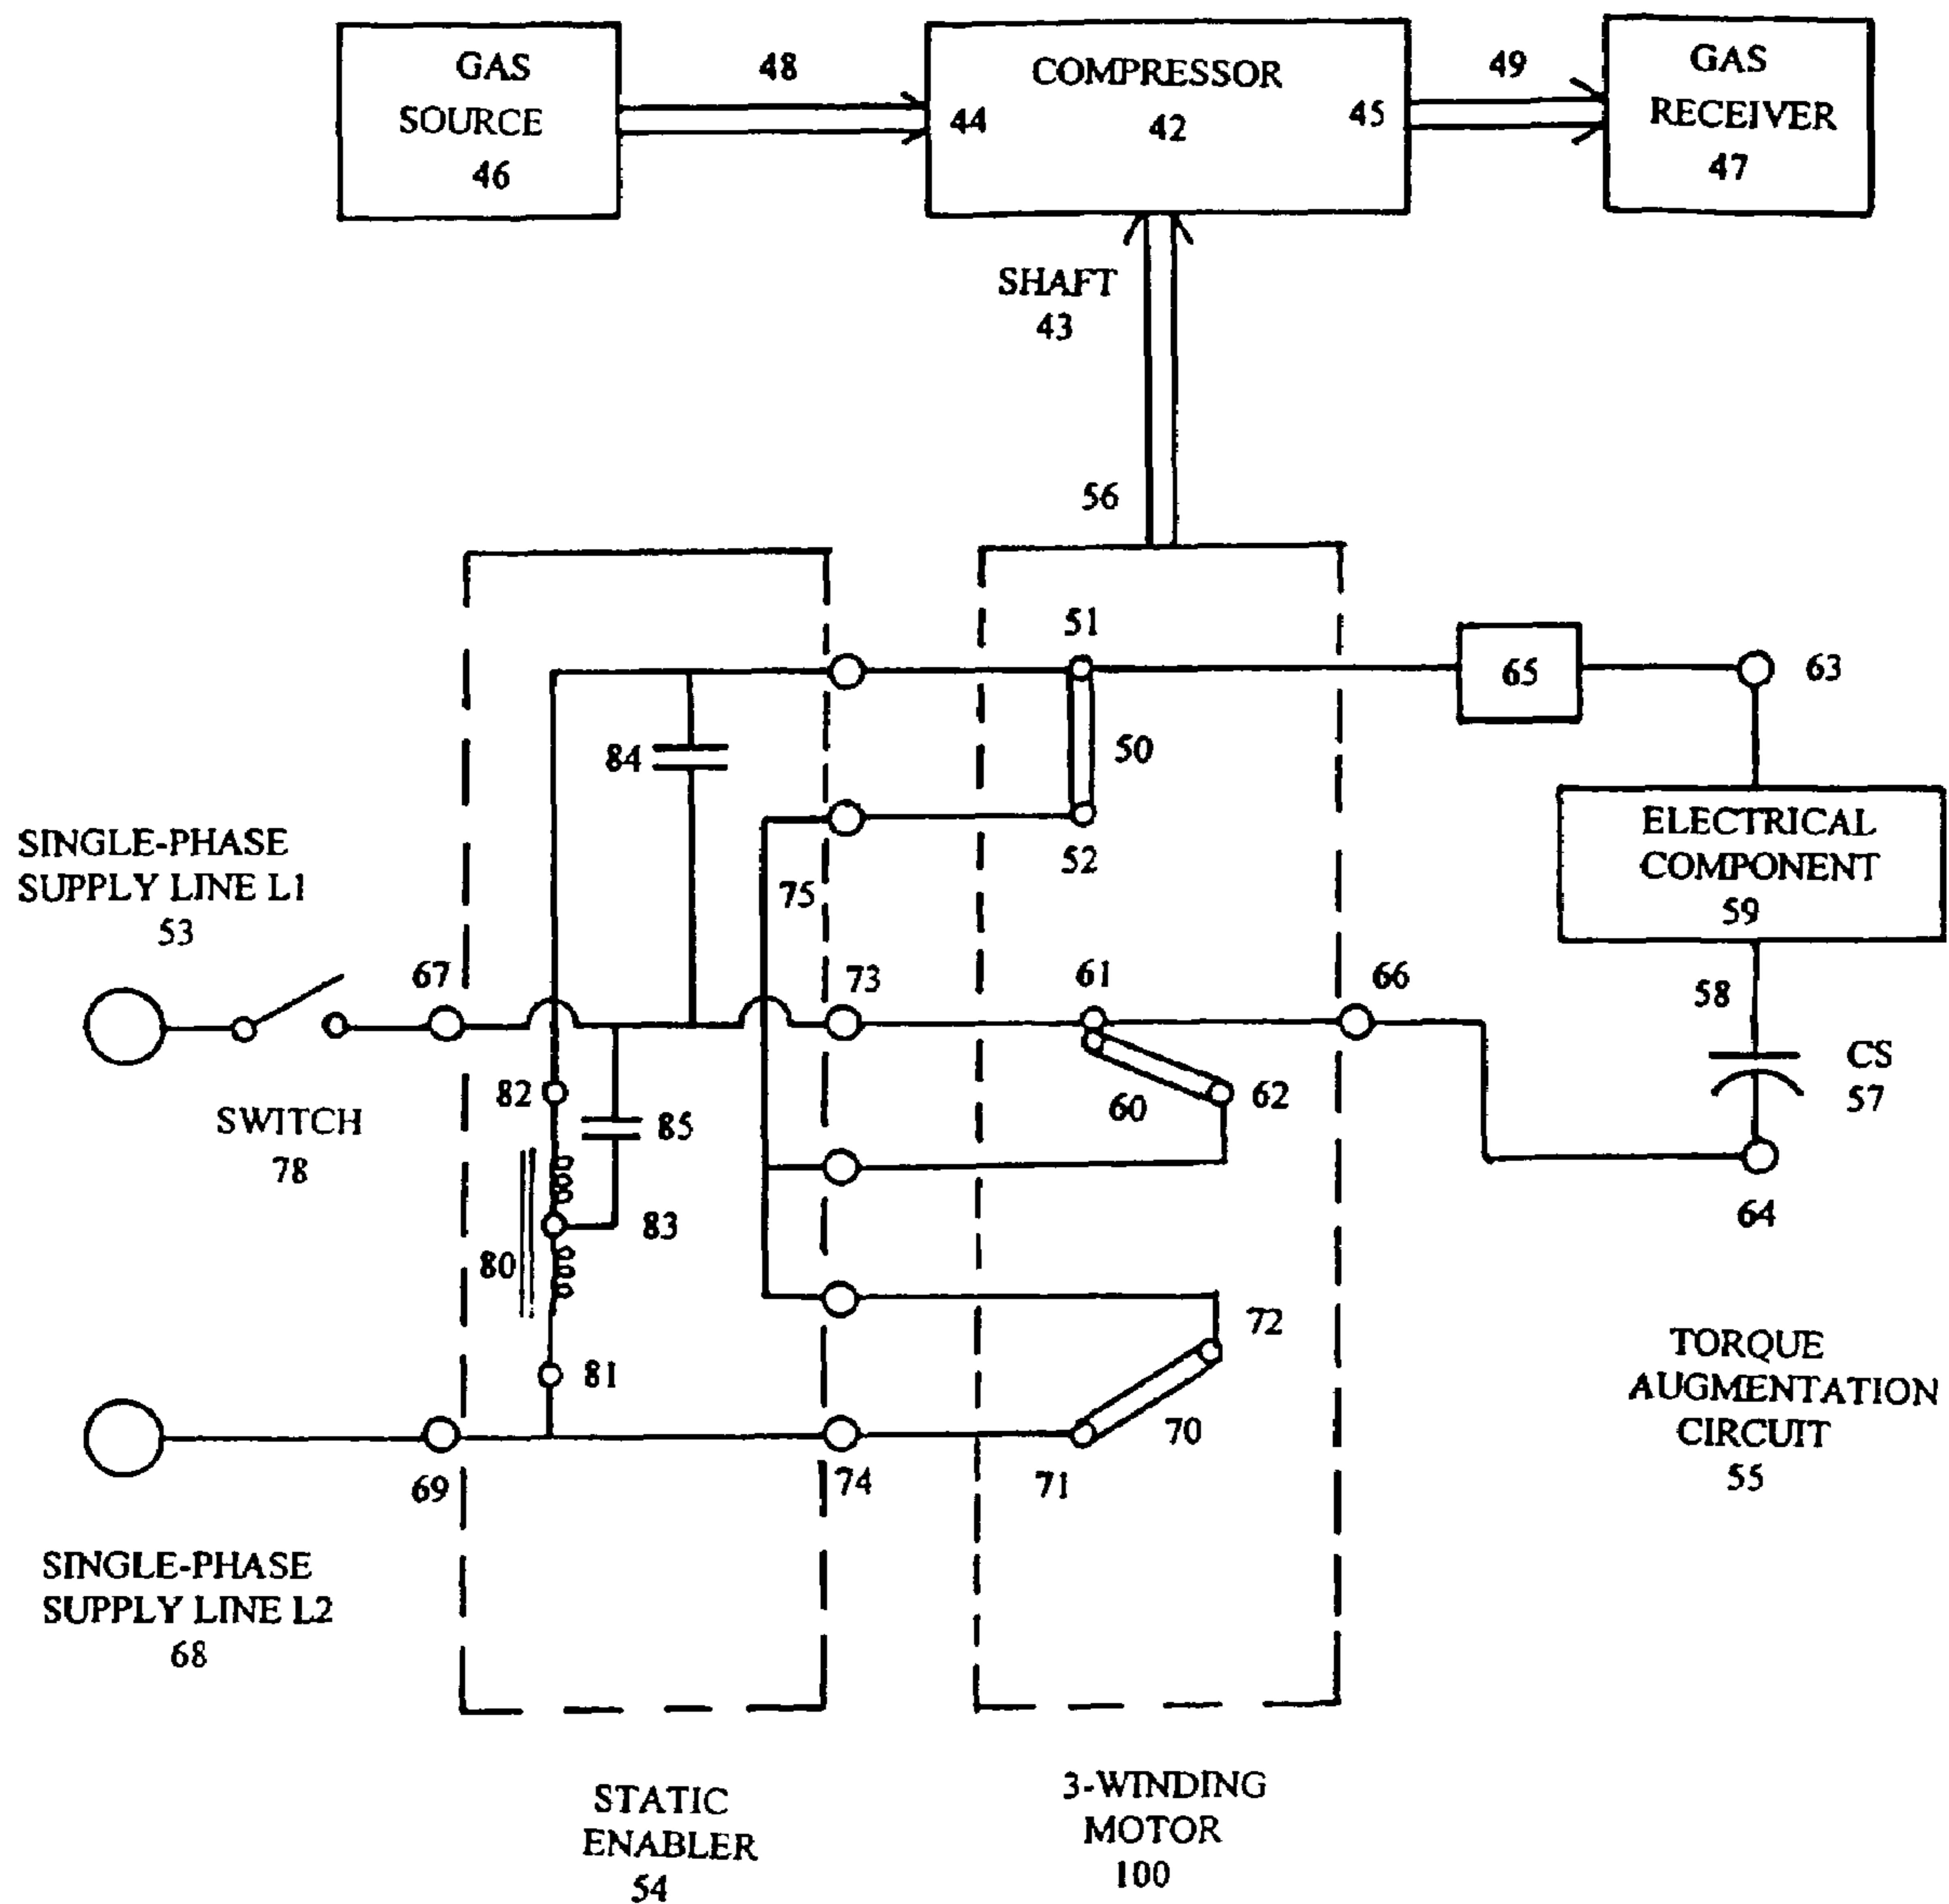 GAS
SOURCE
46
48
COMPRESSOR
44
42
45
49
GAS
RECEIVER
47
SHAFT
43
56
51
65
63
84
50
ELECTRICAL
COMPONENT
59
52
75
SINGLE-PHASE
SUPPLY LINE L1
53
67
73
61
66
58
CS
57
SWITCH
78
82
85
60
62
64
83
80
72
81
70
TORQUE
AUGMENTATION
CIRCUIT
55
69
74
71
SINGLE-PHASE
SUPPLY LINE L2
68
STATIC
ENABLER
54
3-WINDING
MOTOR
100